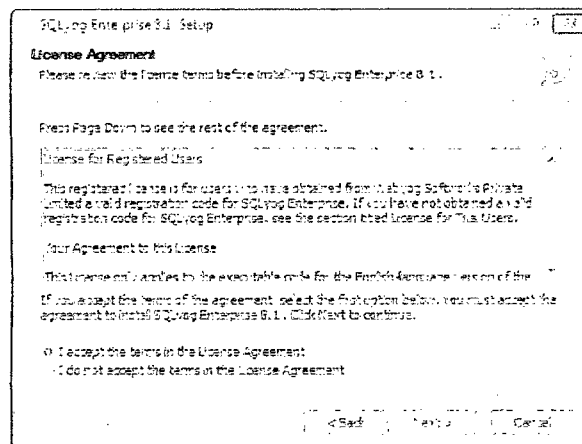 SQLyog Enterprise 8.1 Setup
License Agreement
Please review the license terms before installing SQLyog Enterprise 8.1.
Press Page Down to see the rest of the agreement.
License for Registered Users
This registered license is for users who have obtained from Webyog Softworks Private
Limited a valid registration code for SQLyog Enterprise. If you have not obtained a valid
registration code for SQLyog Enterprise, see the section titled License for Users.
Your Agreement to this License
This license only applies to the executable code for the English language version of the
If you accept the terms of the agreement, select the first option below. You must accept the
agreement to install SQLyog Enterprise 8.1. Click Next to continue.
I accept the terms in the License Agreement
I do not accept the terms in the License Agreement
< Back Next > Cancel